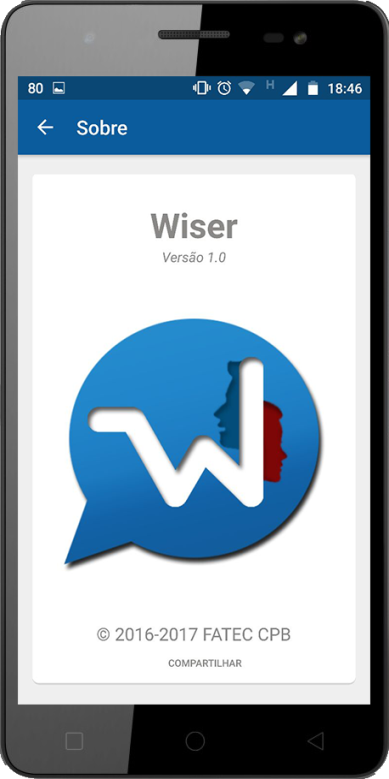 80 H 18:46
Sobre
Wiser
Versão 1.0
W
© 2016-2017 FATEC CPB
COMPARTILHAR